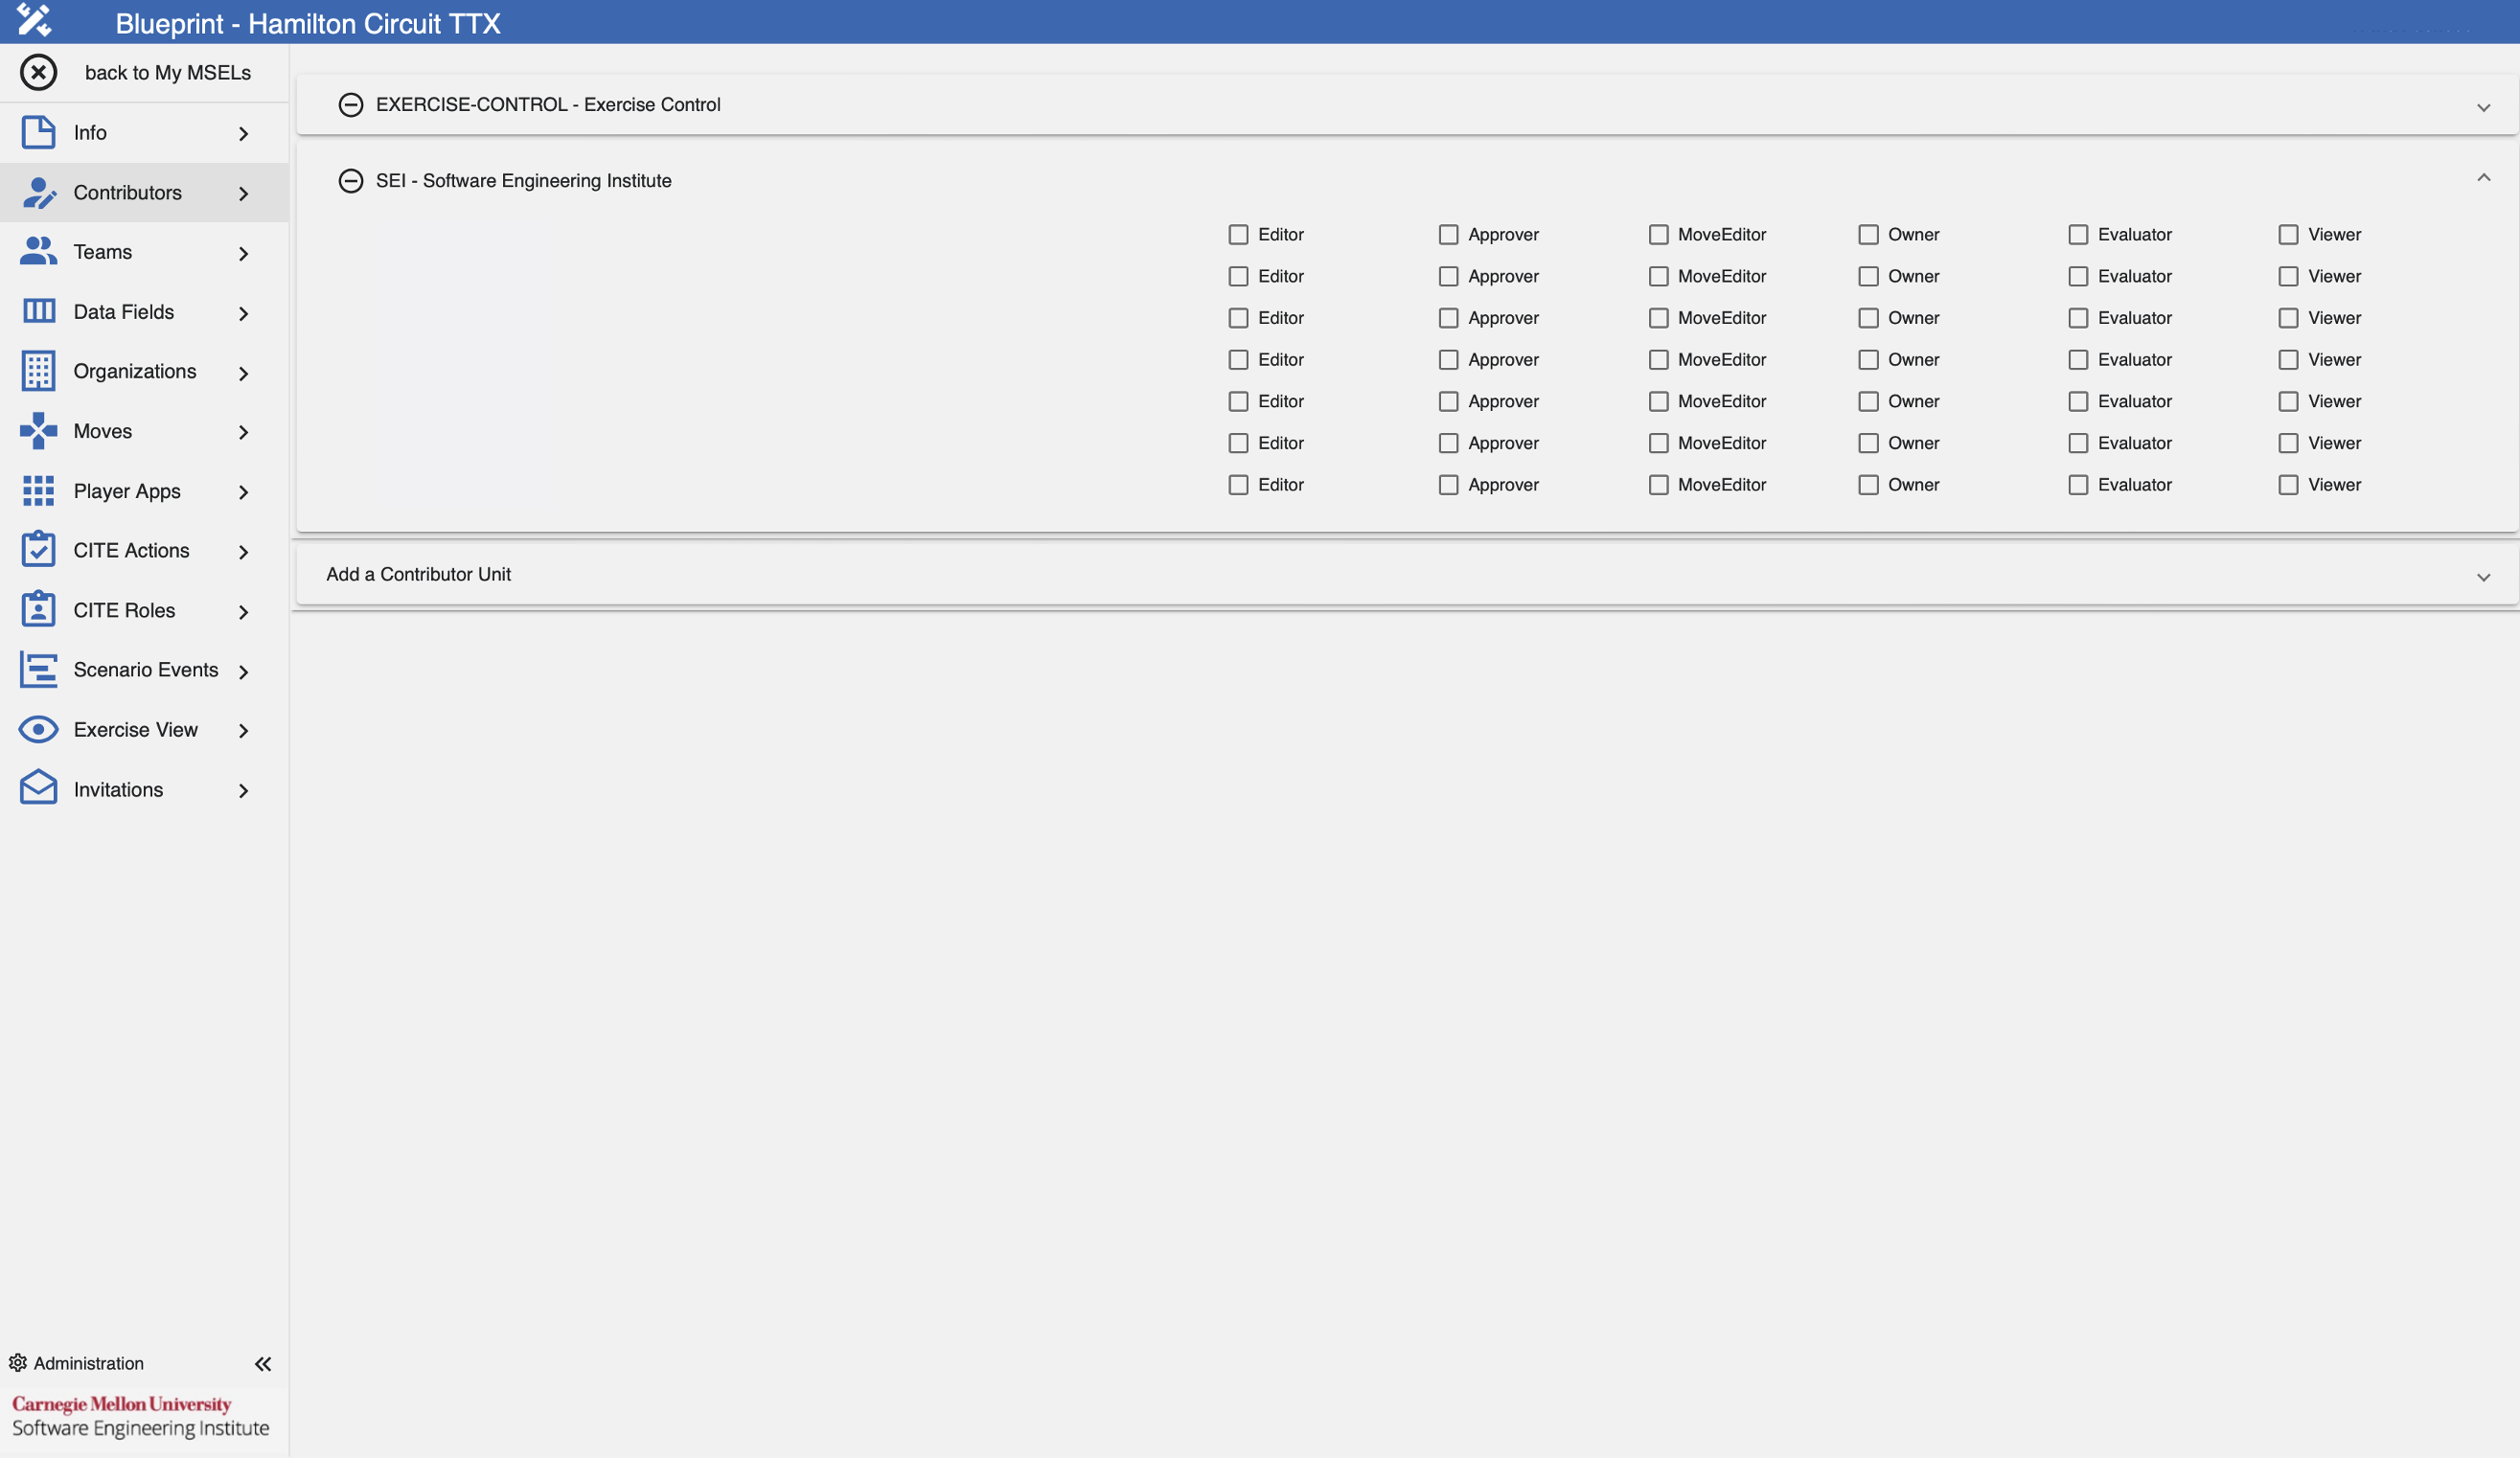 Blueprint - Hamilton Circuit TTX
back to My MSELs
Info
Contributors
Teams
Data Fields
Organizations
Moves
Player Apps
CITE Actions
CITE Roles
Scenario Events
Exercise View
Invitations
Administration
Carnegie Mellon University
Software Engineering Institute
EXERCISE-CONTROL - Exercise Control
SEI - Software Engineering Institute
Editor Approver MoveEditor Owner Evaluator Viewer
Editor Approver MoveEditor Owner Evaluator Viewer
Editor Approver MoveEditor Owner Evaluator Viewer
Editor Approver MoveEditor Owner Evaluator Viewer
Editor Approver MoveEditor Owner Evaluator Viewer
Editor Approver MoveEditor Owner Evaluator Viewer
Editor Approver MoveEditor Owner Evaluator Viewer
Add a Contributor Unit